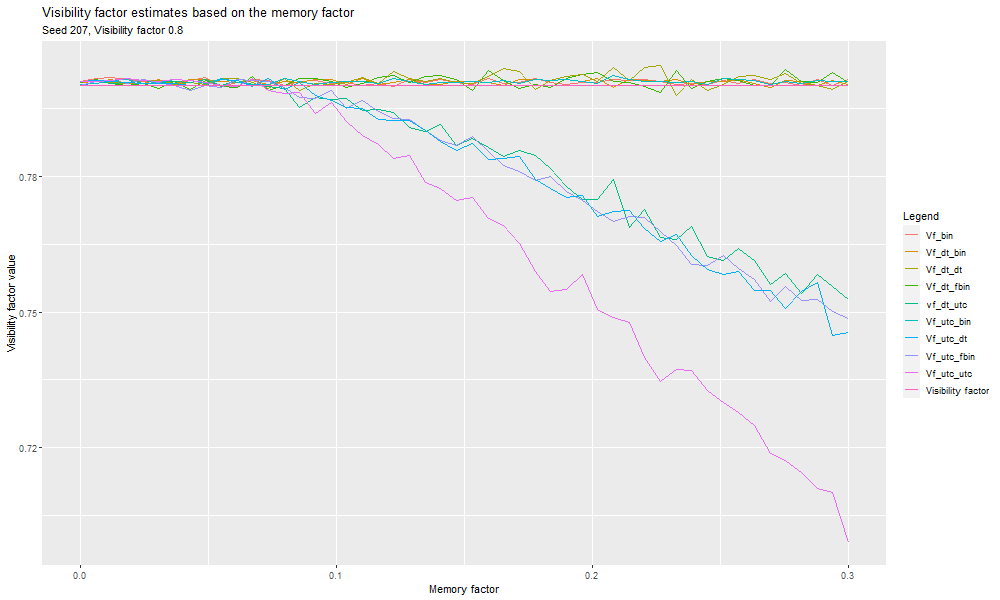 Visibility factor estimates based on the memory factor
Seed 207, Visibility factor 0.8
Visibility factor value
0.78
0.75
0.72
0.0
0.1
0.2
0.3
Memory factor
Legend
Vf_bin
Vf_dt_bin
Vf_dt_dt
Vf_dt_fbin
vf_dt_utc
Vf_utc_bin
Vf_utc_dt
Vf_utc_fbin
Vf_utc_utc
Visibility factor